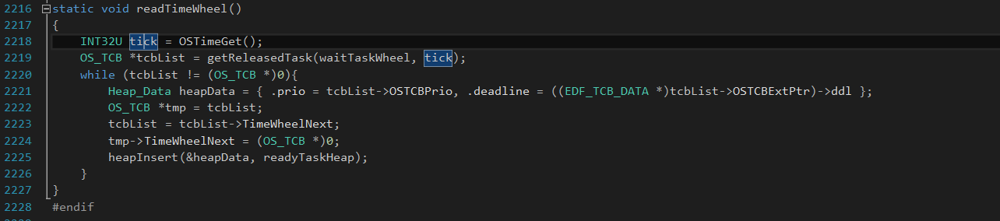 2216 static void readTimeWheel()
2217 {
2218 INT32U tick = OSTimeGet();
2219 OS_TCB *tcbList = getReleasedTask(waitTaskWheel, tick);
2220 while (tcbList != (OS_TCB *)0){
2221 Heap_Data heapData = { .prio = tcbList->OSTCBPrio, .deadline = ((EDF_TCB_DATA *)tcbList->OSTCBExtPtr)->ddl };
2222 OS_TCB *tmp = tcbList;
2223 tcbList = tcbList->TimeWheelNext;
2224 tmp->TimeWheelNext = (OS_TCB *)0;
2225 heapInsert(&heapData, readyTaskHeap);
2226 }
2227 }
2228 #endif